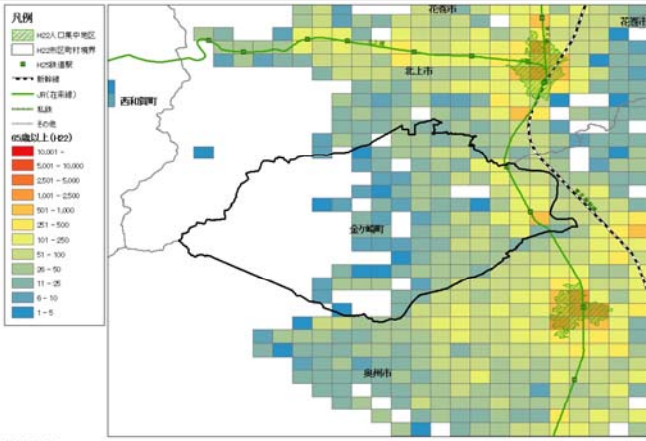 凡例
H22人口集中地区
H22市区町村境界
H25鉄道駅
新幹線
JR(在来線)
私鉄
その他
65歳以上(H22)
10,001 ~
5,001 - 10,000
2,501 - 5,000
1,001 - 2,500
501 - 1,000
251 - 500
101 - 250
51 - 100
26 - 50
11 - 25
6 - 10
1 - 5
花巻市
花巻市
北上市
西和賀町
金ケ崎町
奥州市